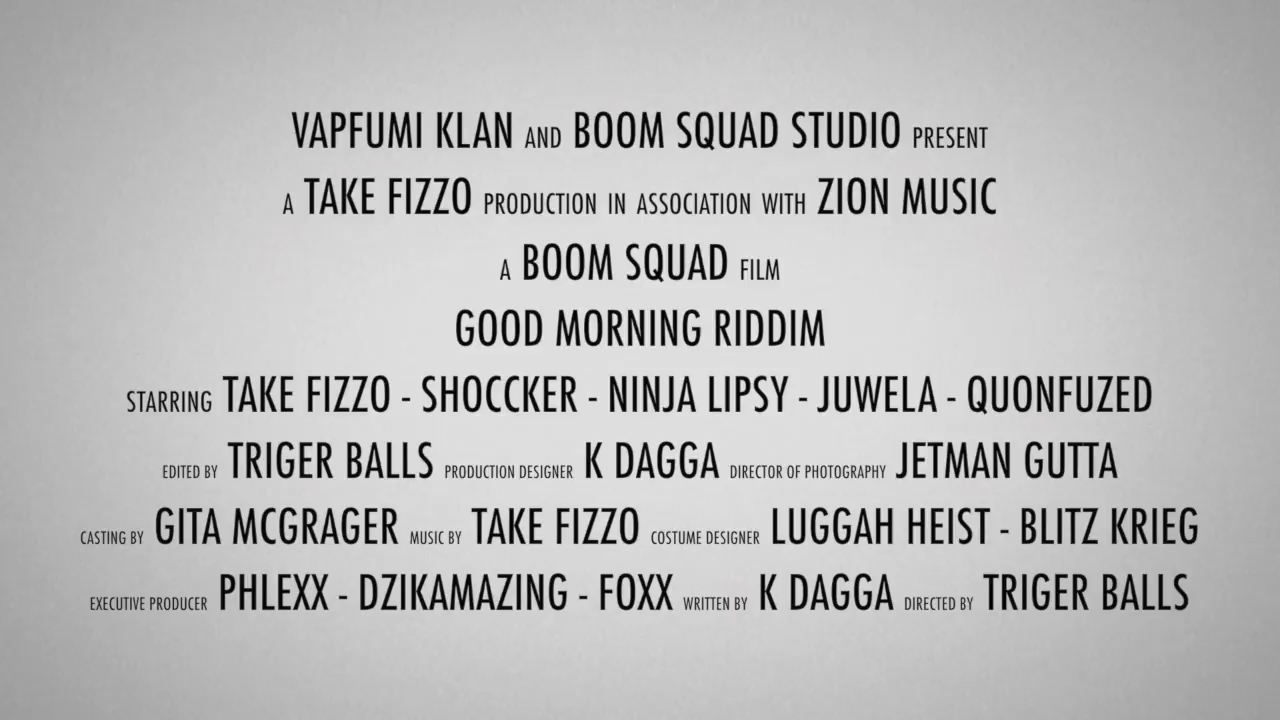 VAPFUMI KLAN AND BOOM SQUAD STUDIO PRESENT
A TAKE FIZZO PRODUCTION IN ASSOCIATION WITH ZION MUSIC
A BOOM SQUAD FILM
GOOD MORNING RIDDIM
STARRING TAKE FIZZO - SHOCCKER - NINJA LIPSY - JUWELA - QUONFUZED
EDITED BY TRIGER BALLS PRODUCTION DESIGNER K DAGGA DIRECTOR OF PHOTOGRAPHY JETMAN GUTTA
CASTING BY GITA MCGRAGER MUSIC BY TAKE FIZZO COSTUME DESIGNER LUGGAH HEIST - BLITZ KRIEG
EXECUTIVE PRODUCER PHLEXX - DZIKAMAZING - FOXX WRITTEN BY K DAGGA DIRECTED BY TRIGER BALLS